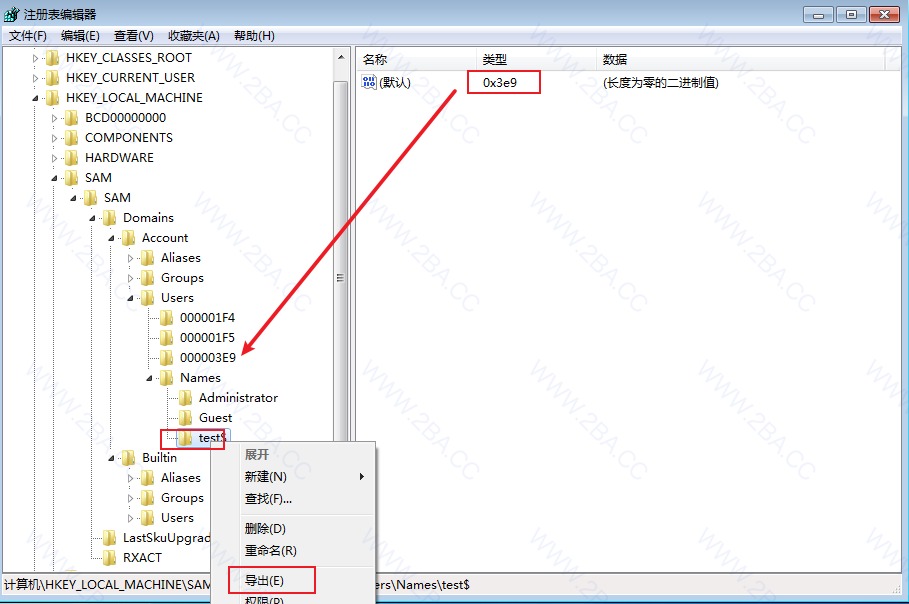 注册表编辑器
文件(F) 编辑(E) 查看(V) 收藏夹(A) 帮助(H)
名称 类型 数据
(默认) 0x3e9 (长度为零的二进制值)
HKEY_CLASSES_ROOT
HKEY_CURRENT_USER
HKEY_LOCAL_MACHINE
BCD00000000
COMPONENTS
HARDWARE
SAM
SAM
Domains
Account
Aliases
Groups
Users
000001F4
000001F5
000003E9
Names
Administrator
Guest
test$
Builtin
Aliases
Groups
Users
LastSkuUpgrad
RXACT
展开
新建(N)
查找(F)...
删除(D)
重命名(R)
导出(E)
权限(P)
计算机\HKEY_LOCAL_MACHINE\SAM
ers\Names\test$
WWW.2BA.CC